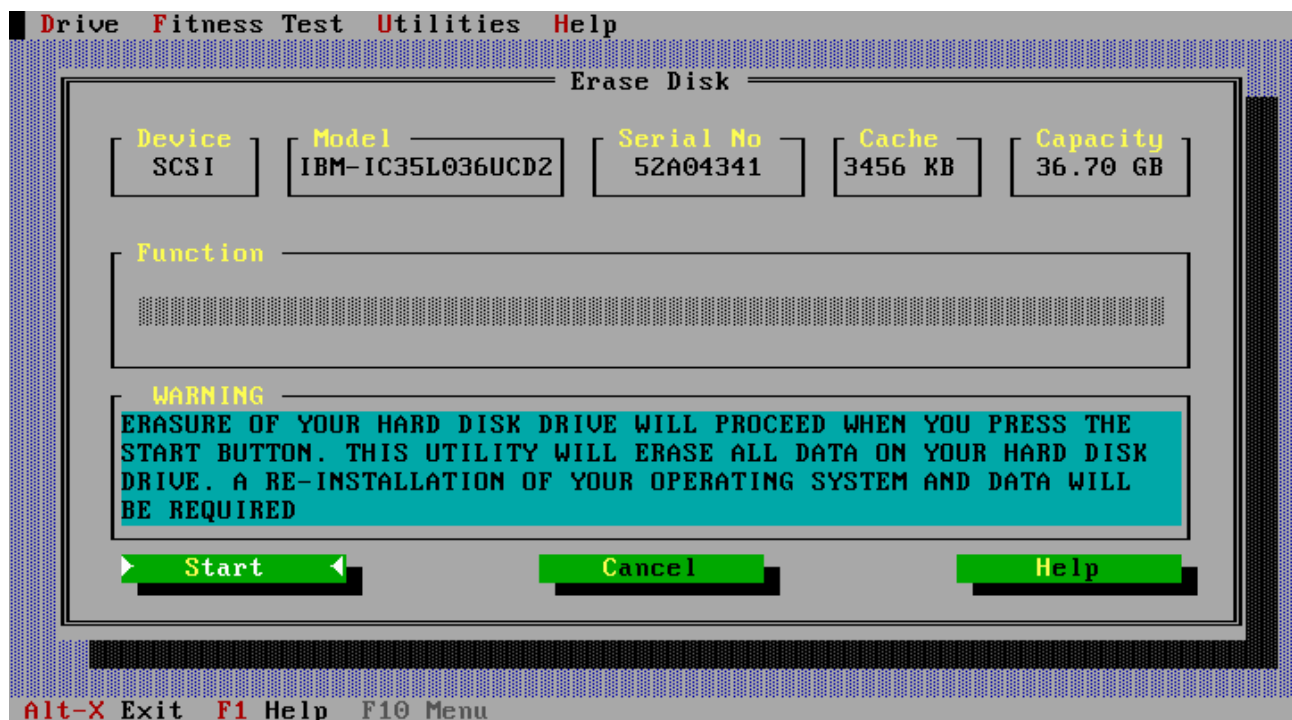 Drive Fitness Test Utilities Help
Erase Disk
Device Model Serial No Cache Capacity
SCSI IBM-IC35L036UCD2 52A04341 3456 KB 36.70 GB
Function
WARNING
ERASURE OF YOUR HARD DISK DRIVE WILL PROCEED WHEN YOU PRESS THE
START BUTTON. THIS UTILITY WILL ERASE ALL DATA ON YOUR HARD DISK
DRIVE. A RE-INSTALLATION OF YOUR OPERATING SYSTEM AND DATA WILL
BE REQUIRED
Start Cancel Help
Alt-X Exit F1 Help F10 Menu